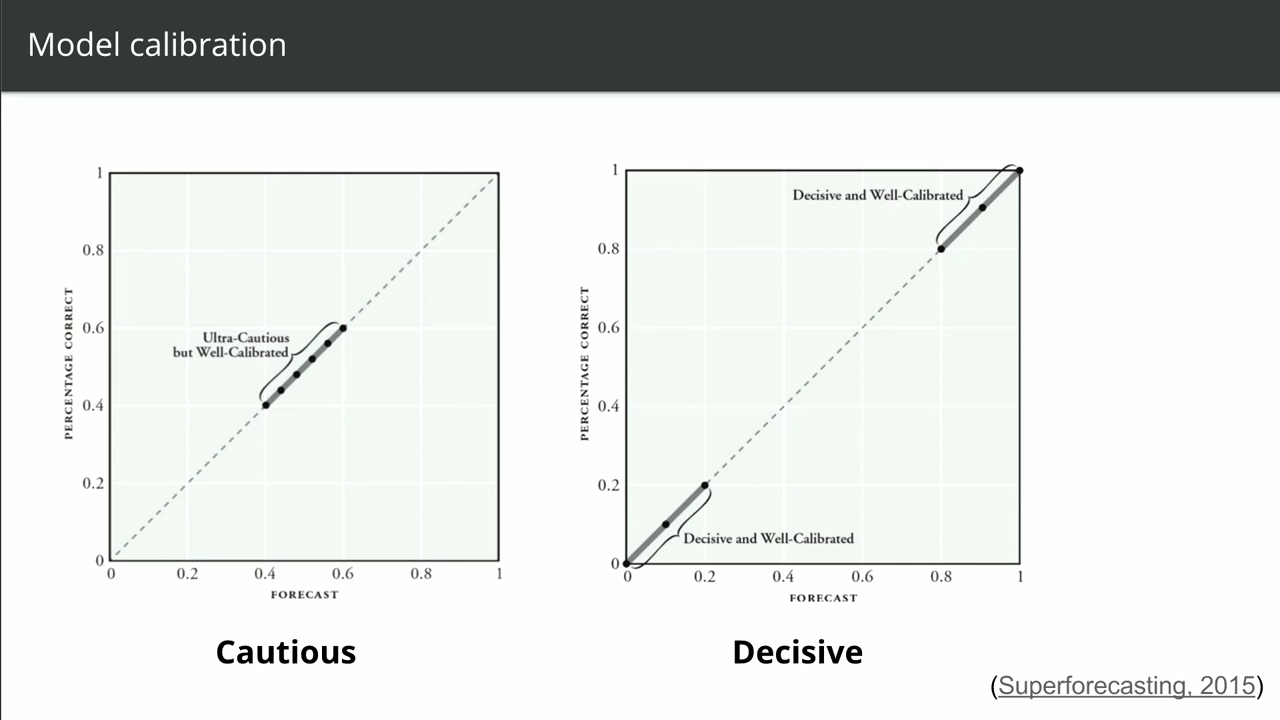 Model calibration
1
0.8
0.6
0.4
0.2
0
PERCENTAGE CORRECT
Ultra-Cautious
but Well-Calibrated
0 0.2 0.4 0.6 0.8 1
FORECAST
Cautious
1
0.8
0.6
0.4
0.2
0
PERCENTAGE CORRECT
Decisive and Well-Calibrated
Decisive and Well-Calibrated
0 0.2 0.4 0.6 0.8 1
FORECAST
Decisive
(Superforecasting, 2015)